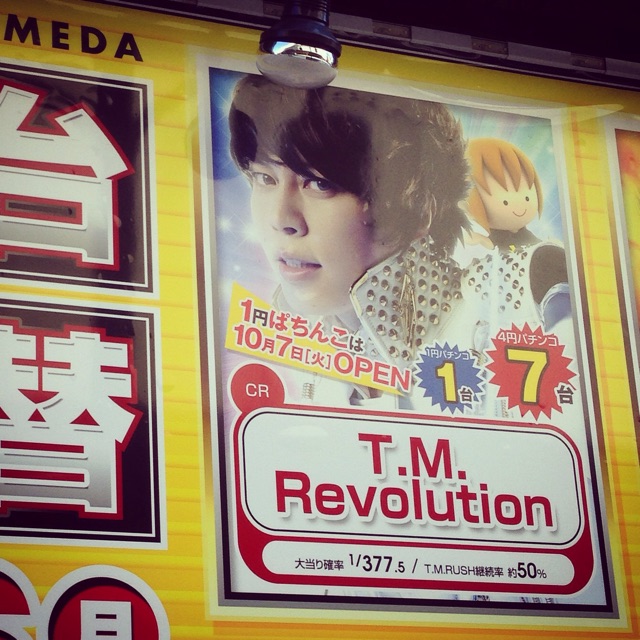 MEDA
台
替
月
1円ぱちんこは
10月7日[火]OPEN
1円パチンコ
1台
4円パチンコ
7台
CR
T.M.
Revolution
大当り確率 1/377.5 / T.M.RUSH継続率 約50%